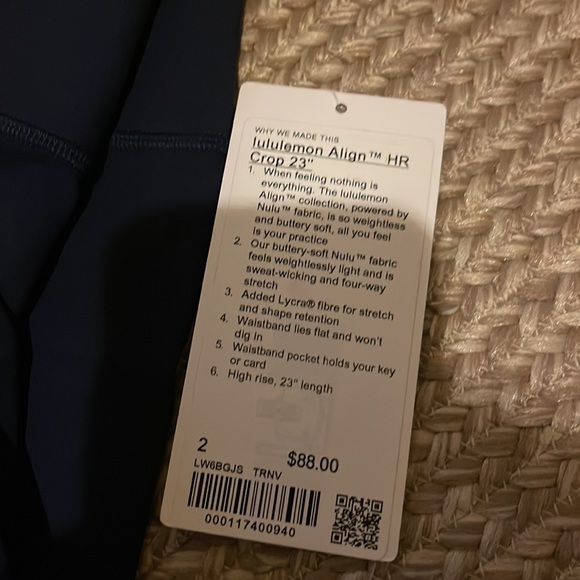 WHY WE MADE THIS
lululemon Align™ HR
Crop 23"
1. When feeling nothing is
everything. The lululemon
Align™ collection, powered by
Nulu™ fabric, is so weightless
and buttery soft, all you feel
is your practice
2. Our buttery-soft Nulu™ fabric
feels weightlessly light and is
sweat-wicking and four-way
stretch
3. Added Lycra® fibre for stretch
and shape retention
4. Waistband lies flat and won't
dig in
5. Waistband pocket holds your key
or card
6. High rise, 23" length
2 $88.00
LW6BGJS TRNV
000117400940